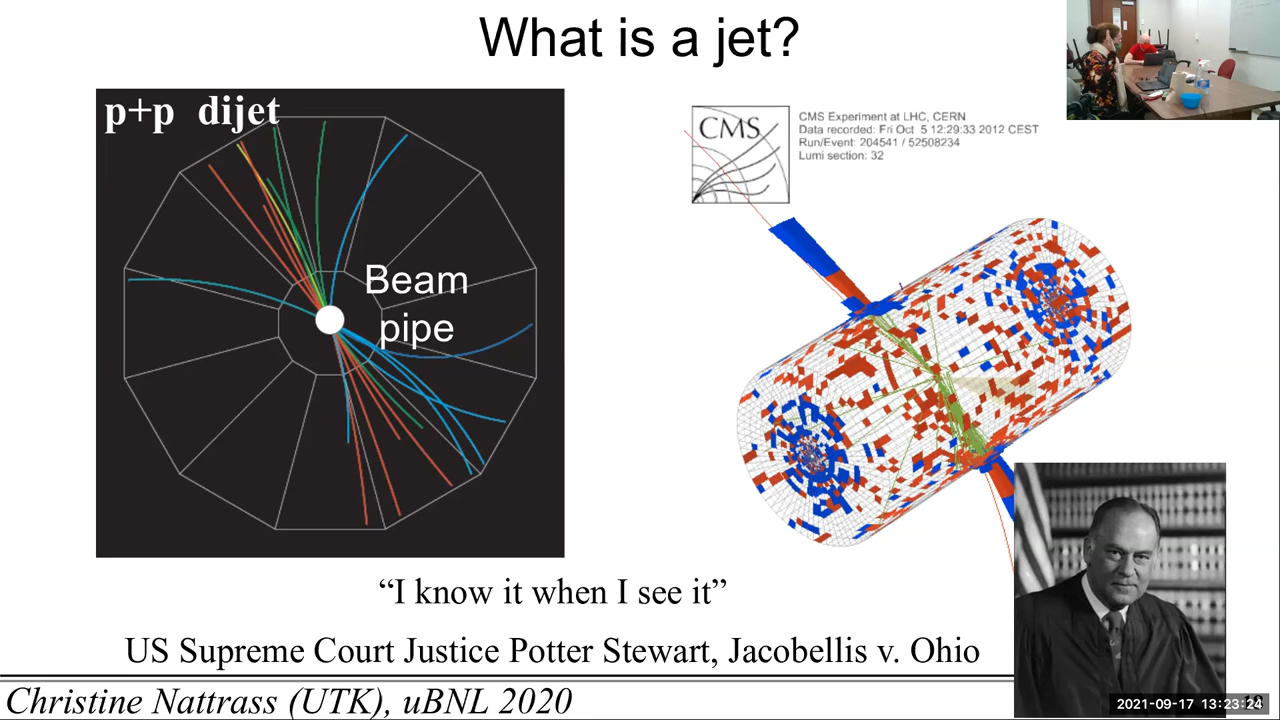 What is a jet?
p+p dijet
Beam
pipe
CMS
CMS Experiment at LHC, CERN
Data recorded: Fri Oct 5 12:29:33 2012 CEST
Run/Event: 204541 / 52508234
Lumi section: 32
“I know it when I see it”
US Supreme Court Justice Potter Stewart, Jacobellis v. Ohio
Christine Nattrass (UTK), uBNL 2020
2021-09-17 13:23:24